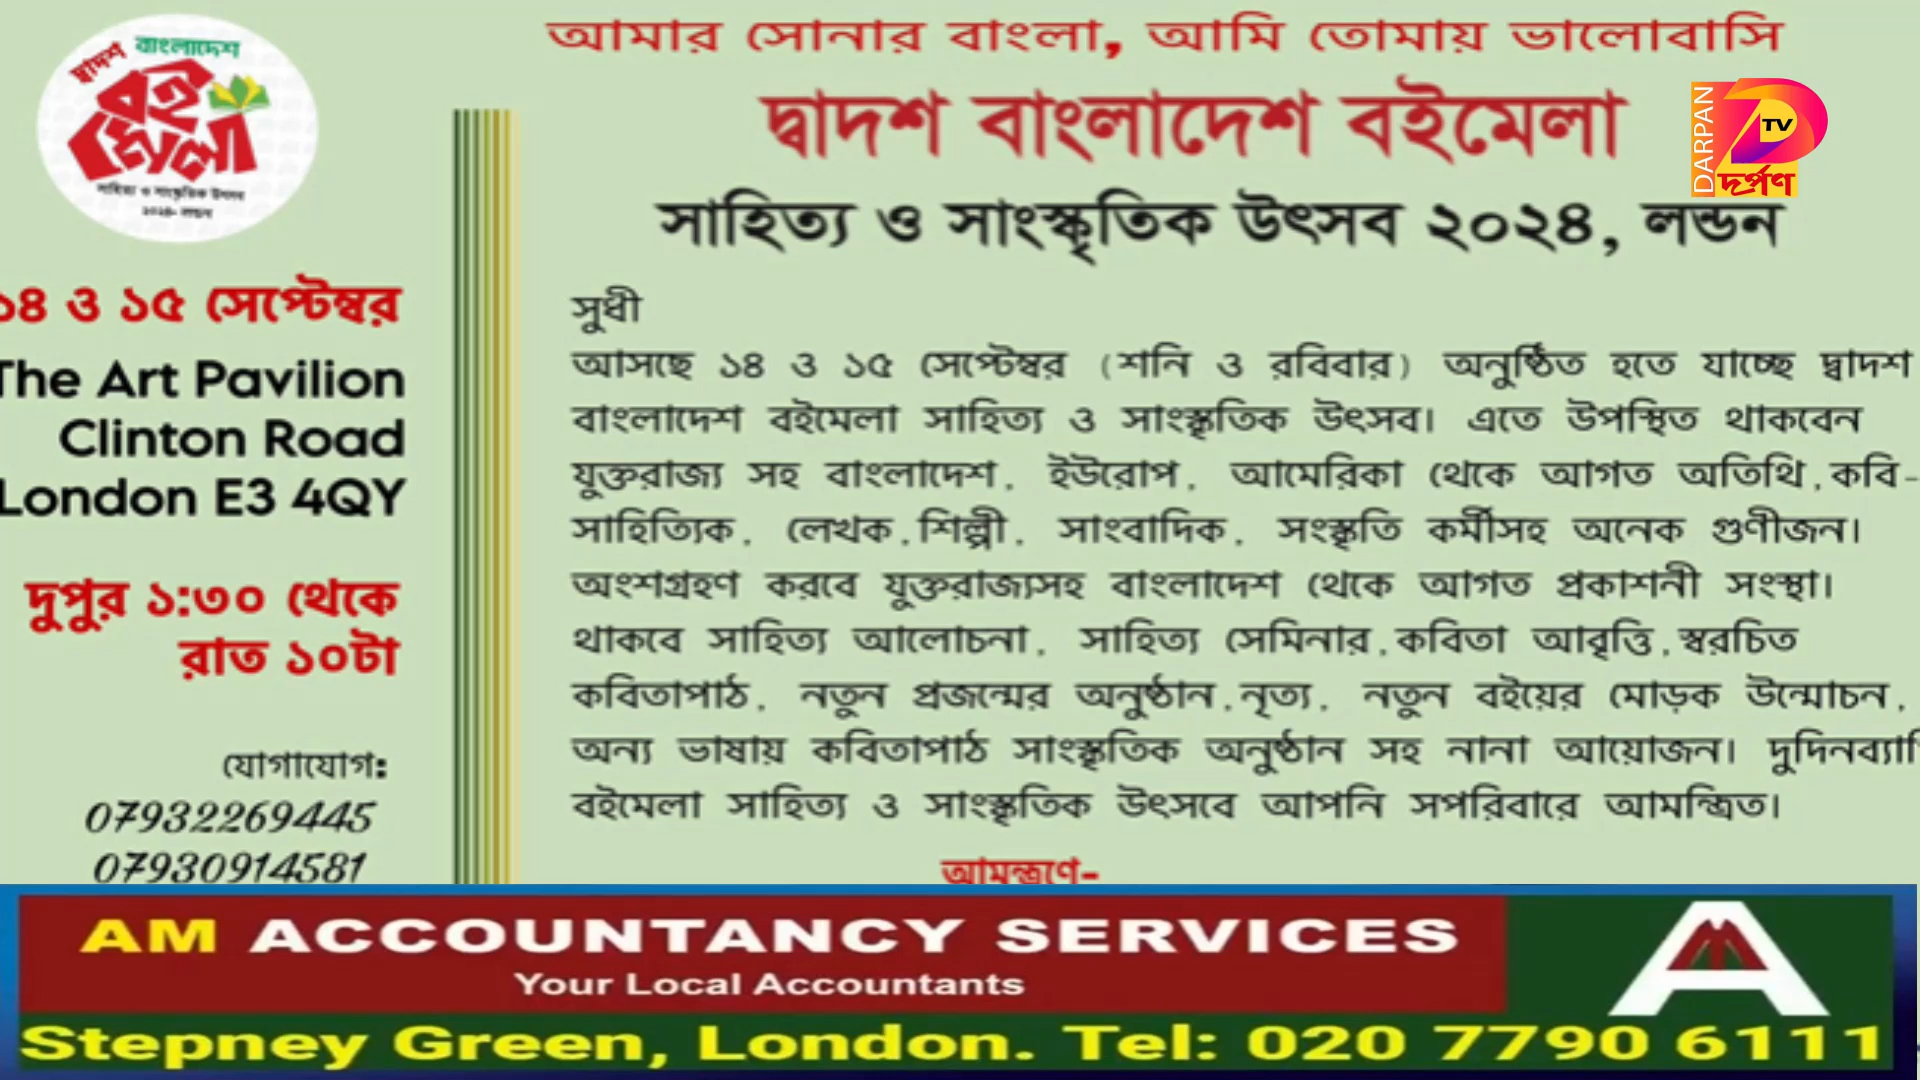 দ্বাদশ বাংলাদেশ
বই
মেলা
সাহিত্য ও সাংস্কৃতিক উৎসব
২০২৪- লন্ডন
১৪ ও ১৫ সেপ্টেম্বর
The Art Pavilion
Clinton Road
London E3 4QY
দুপুর ১:৩০ থেকে
রাত ১০টা
যোগাযোগ:
07932269445
07930914581
আমার সোনার বাংলা, আমি তোমায় ভালোবাসি
দ্বাদশ বাংলাদেশ বইমেলা
সাহিত্য ও সাংস্কৃতিক উৎসব ২০২৪, লন্ডন
সুধী
আসছে ১৪ ও ১৫ সেপ্টেম্বর (শনি ও রবিবার) অনুষ্ঠিত হতে যাচ্ছে দ্বাদশ
বাংলাদেশ বইমেলা সাহিত্য ও সাংস্কৃতিক উৎসব। এতে উপস্থিত থাকবেন
যুক্তরাজ্য সহ বাংলাদেশ, ইউরোপ, আমেরিকা থেকে আগত অতিথি,কবি-
সাহিত্যিক, লেখক,শিল্পী, সাংবাদিক, সংস্কৃতি কর্মীসহ অনেক গুণীজন।
অংশগ্রহণ করবে যুক্তরাজ্যসহ বাংলাদেশ থেকে আগত প্রকাশনী সংস্থা।
থাকবে সাহিত্য আলোচনা, সাহিত্য সেমিনার,কবিতা আবৃত্তি,স্বরচিত
কবিতাপাঠ, নতুন প্রজন্মের অনুষ্ঠান,নৃত্য, নতুন বইয়ের মোড়ক উন্মোচন,
অন্য ভাষায় কবিতাপাঠ সাংস্কৃতিক অনুষ্ঠান সহ নানা আয়োজন। দুদিনব্যাপি
বইমেলা সাহিত্য ও সাংস্কৃতিক উৎসবে আপনি সপরিবারে আমন্ত্রিত।
আমন্ত্রণে-
DARPAN
TV
দর্পণ
AM ACCOUNTANCY SERVICES
Your Local Accountants
Stepney Green, London. Tel: 020 7790 6111